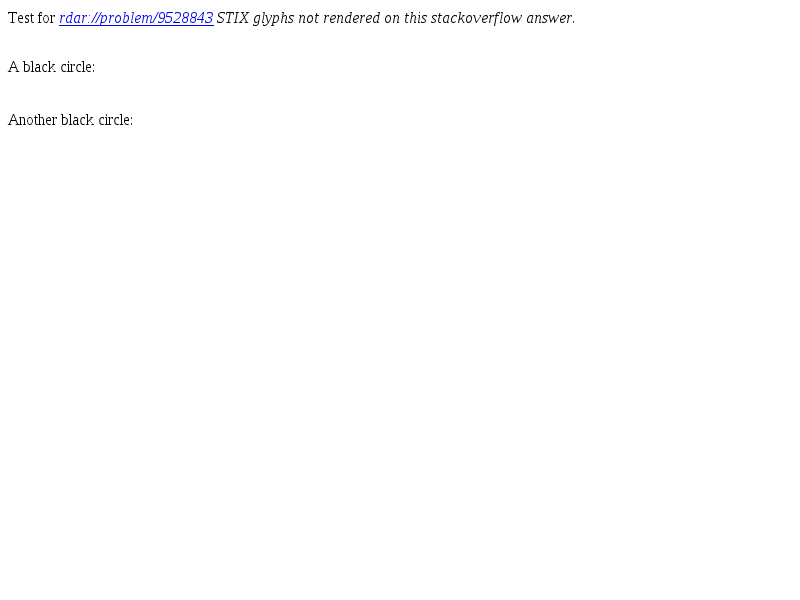 Test for rdar://problem/9528843 STIX glyphs not rendered on this stackoverflow answer.
A black circle:
Another black circle: